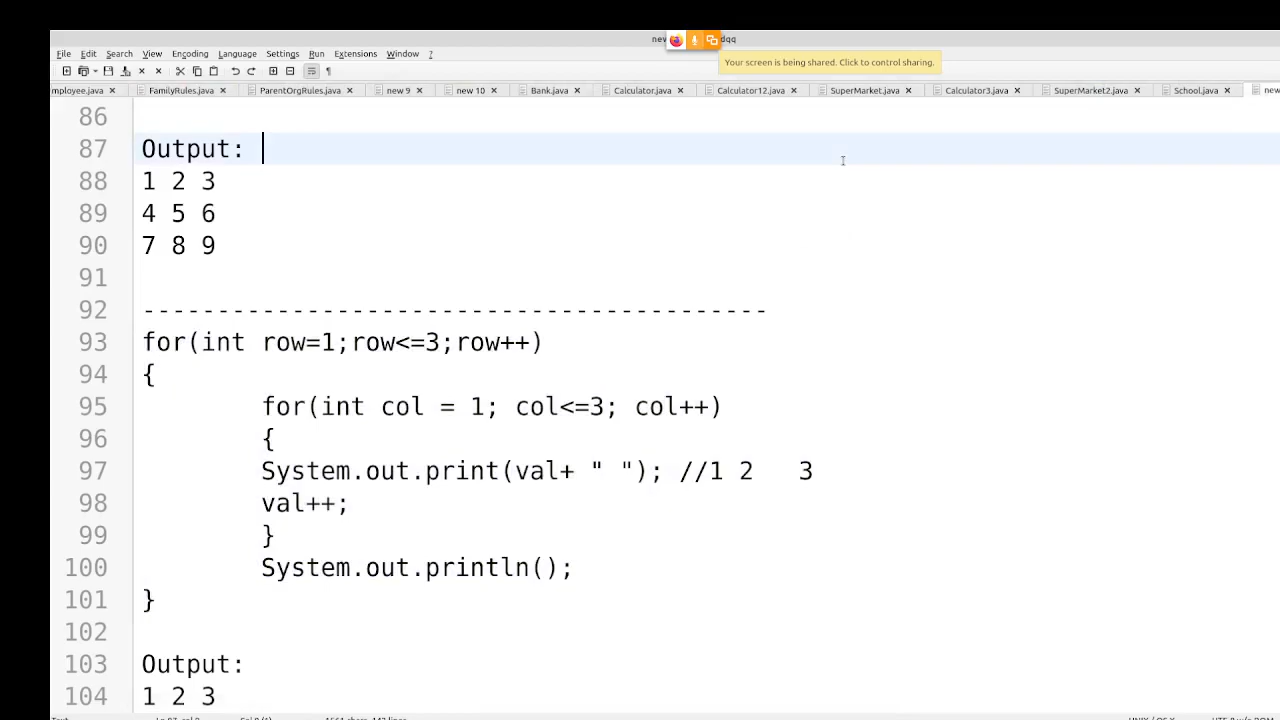 new dqq
File Edit Search View Encoding Language Settings Run Extensions Window ?
Your screen is being shared. Click to control sharing.
mployee.java FamilyRules.java ParentOrgRules.java new 9 new 10 Bank.java Calculator.java Calculator12.java SuperMarket.java Calculator3.java SuperMarket2.java School.java new
86
87 Output:
88 1 2 3
89 4 5 6
90 7 8 9
91
92 ------------------------------------------
93 for(int row=1;row<=3;row++)
94 {
95 for(int col = 1; col<=3; col++)
96 {
97 System.out.print(val+ " "); //1 2   3
98 val++;
99 }
100 System.out.println();
101 }
102
103 Output:
104 1 2 3